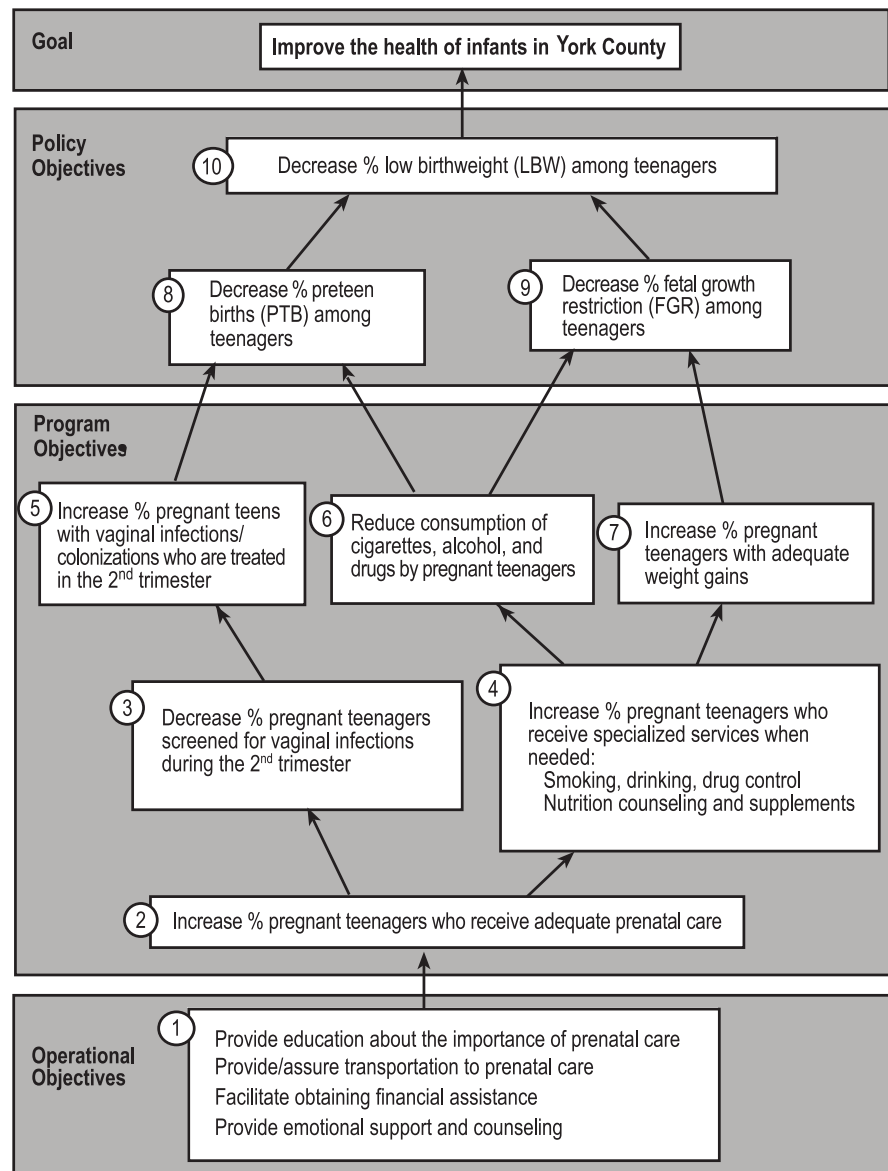 Goal
Improve the health of infants in York County
Policy
Objectives
10
Decrease % low birthweight (LBW) among teenagers
8
Decrease % preteen
births (PTB) among
teenagers
9
Decrease % fetal growth
restriction (FGR) among
teenagers
Program
Objectives
5
Increase % pregnant teens
with vaginal infections/
colonizations who are treated
in the 2nd trimester
6
Reduce consumption of
cigarettes, alcohol, and
drugs by pregnant teenagers
7
Increase % pregnant
teenagers with adequate
weight gains
3
Decrease % pregnant teenagers
screened for vaginal infections
during the 2nd trimester
4
Increase % pregnant teenagers who
receive specialized services when
needed:
Smoking, drinking, drug control
Nutrition counseling and supplements
2
Increase % pregnant teenagers who receive adequate prenatal care
Operational
Objectives
1
Provide education about the importance of prenatal care
Provide/assure transportation to prenatal care
Facilitate obtaining financial assistance
Provide emotional support and counseling